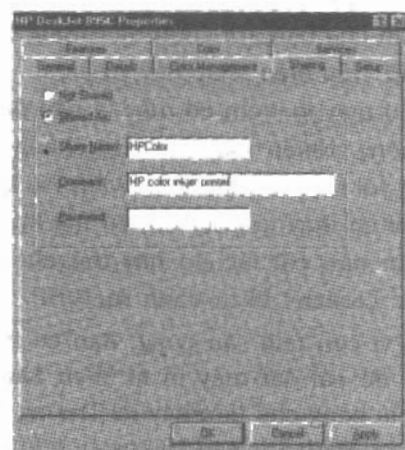 HP DeskJet 895C Properties
Features Color Services
General Details Color Management Sharing Setup
Not Shared
Shared As:
Share Name: HPColor
Comment: HP color inkjet printer
Password:
OK Cancel Apply